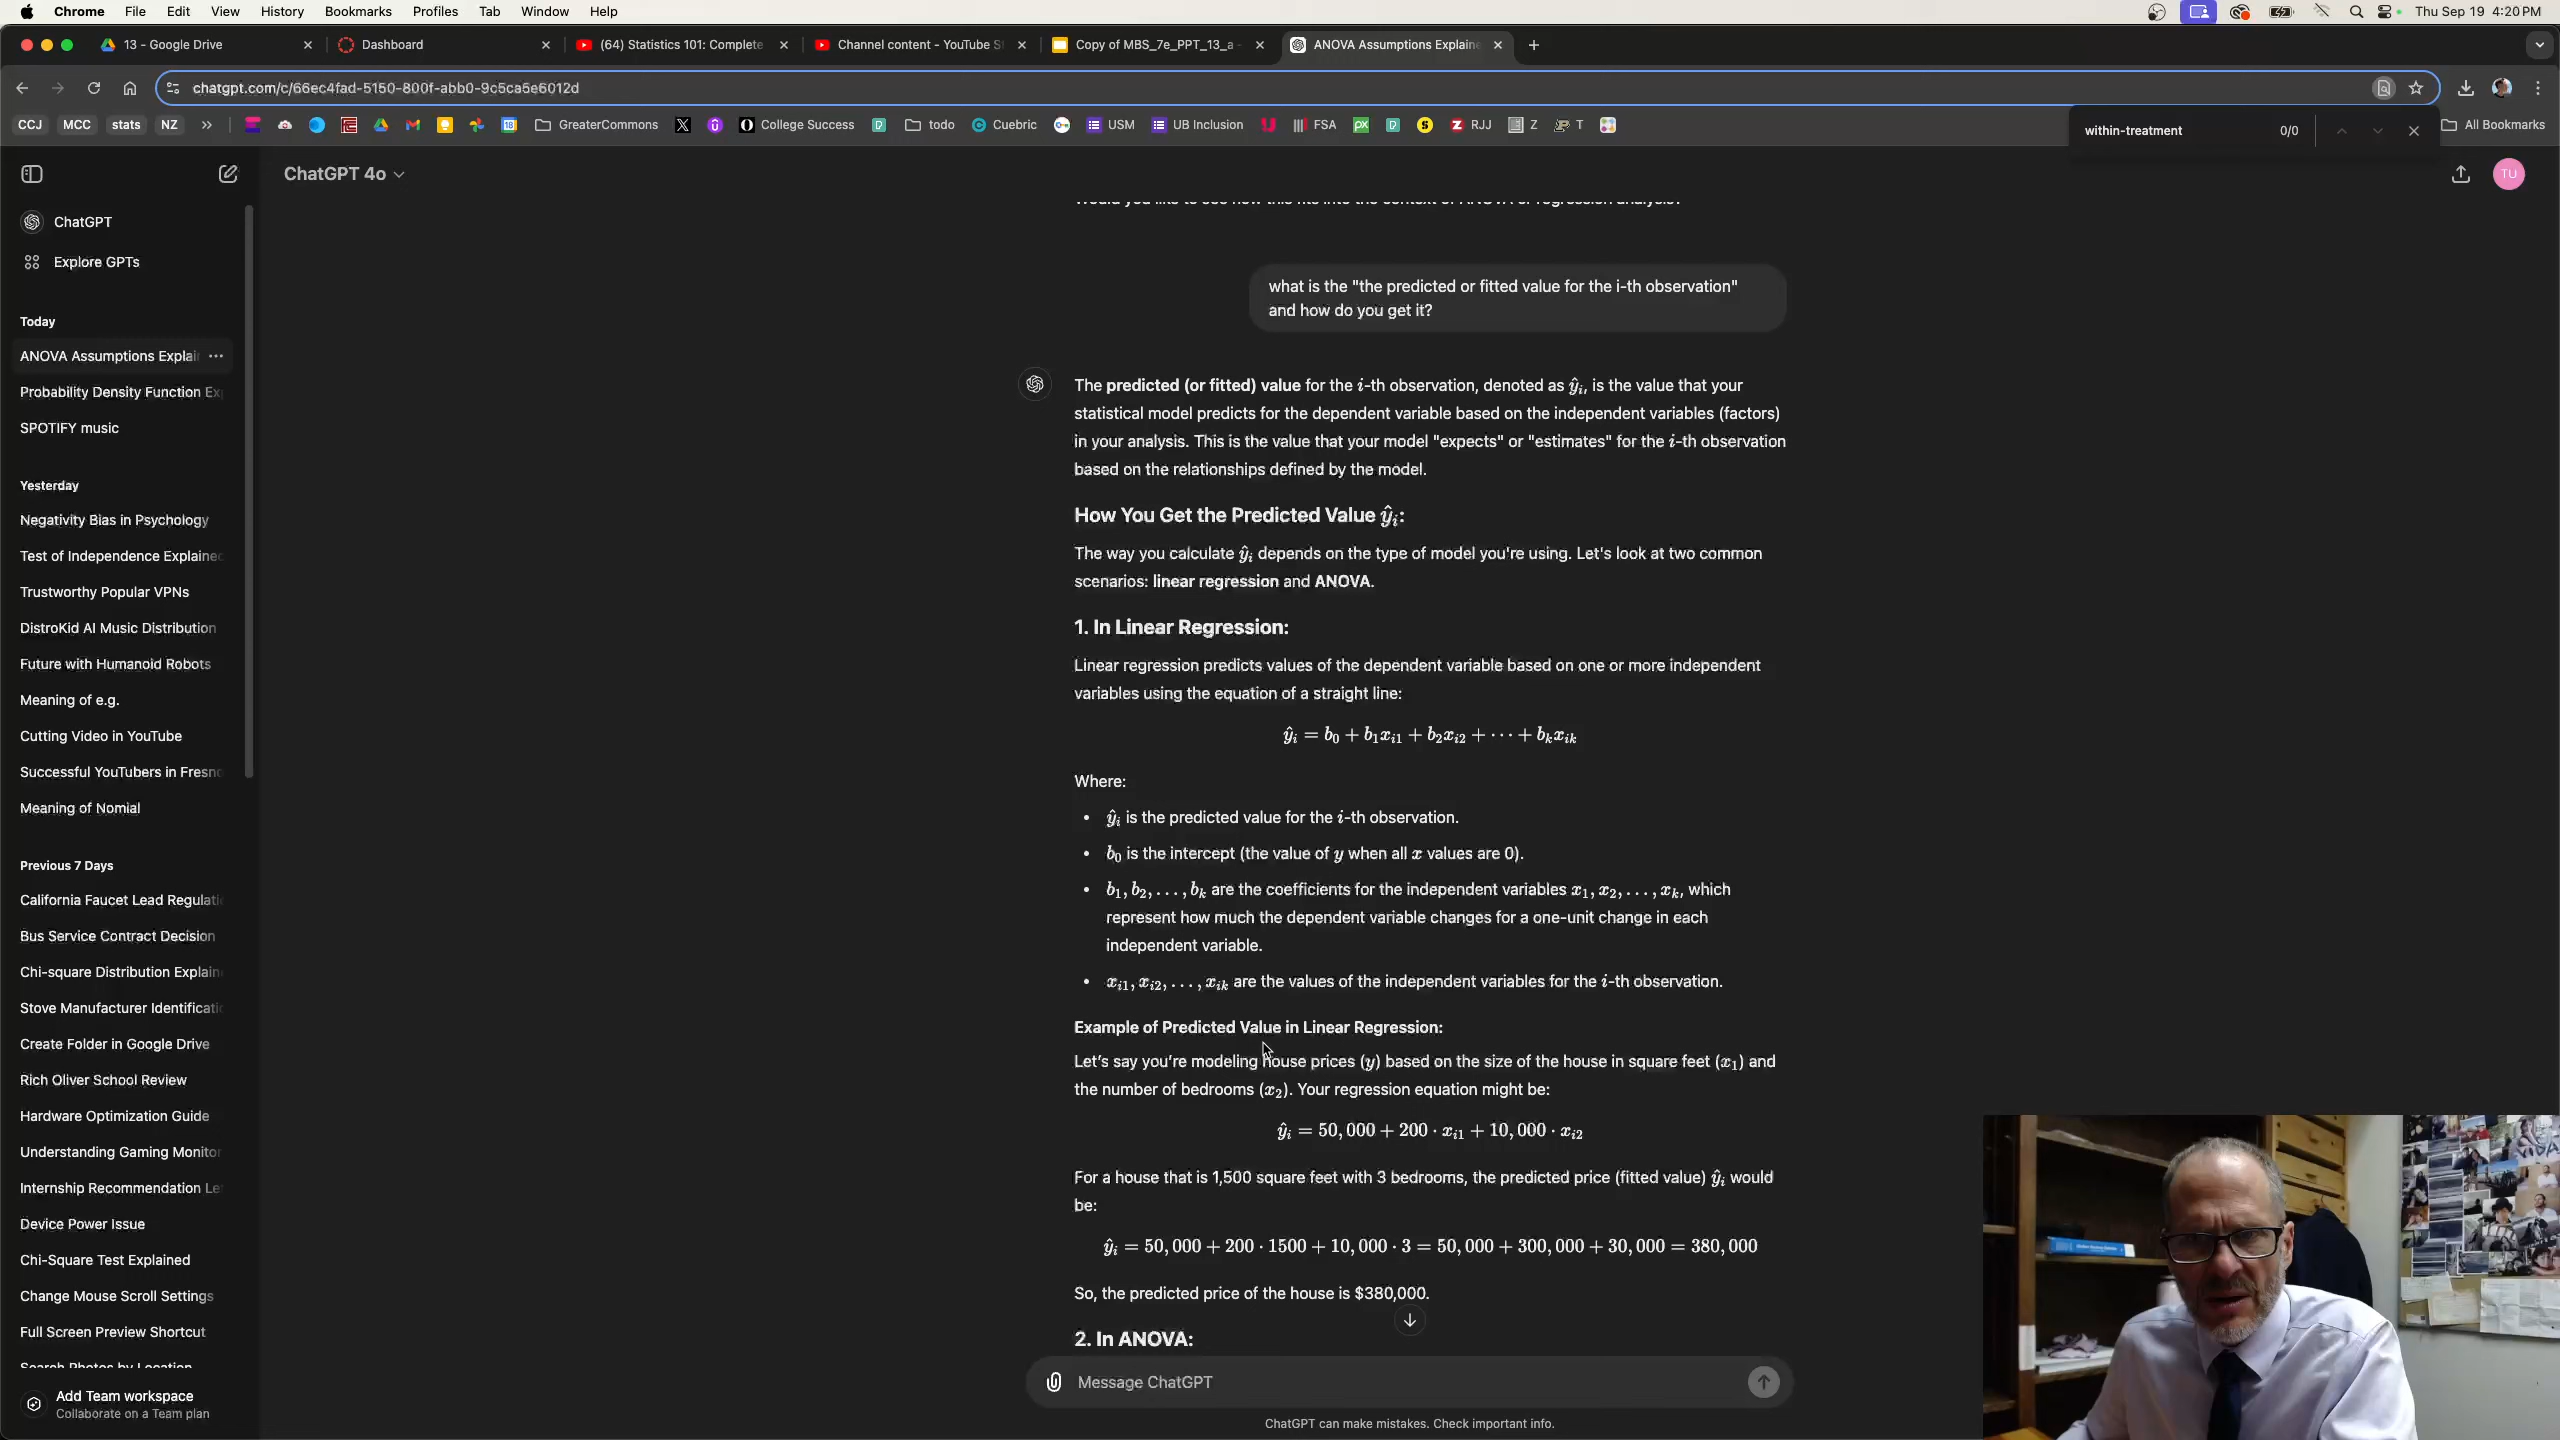 Chrome File Edit View History Bookmarks Profiles Tab Window Help Thu Sep 19 4:20 PM
13 - Google Drive Dashboard (64) Statistics 101: Complete Channel content - YouTube S Copy of MBS_7e_PPT_13_a - ANOVA Assumptions Explain
chatgpt.com/c/66ec4fad-5150-800f-abb0-9c5ca5e6012d
CCJ MCC stats NZ » GreaterCommons College Success todo Cuebric USM UB Inclusion FSA RJJ Z T All Bookmarks
within-treatment 0/0
ChatGPT 4o
TU
ChatGPT
Explore GPTs
Today
ANOVA Assumptions Explai
Probability Density Function Ex
SPOTIFY music
Yesterday
Negativity Bias in Psychology
Test of Independence Explained
Trustworthy Popular VPNs
DistroKid AI Music Distribution
Future with Humanoid Robots
Meaning of e.g.
Cutting Video in YouTube
Successful YouTubers in Fresno
Meaning of Nomial
Previous 7 Days
California Faucet Lead Regulati
Bus Service Contract Decision
Chi-square Distribution Explain
Stove Manufacturer Identificati
Create Folder in Google Drive
Rich Oliver School Review
Hardware Optimization Guide
Understanding Gaming Monitor
Internship Recommendation Le
Device Power Issue
Chi-Square Test Explained
Change Mouse Scroll Settings
Full Screen Preview Shortcut
Search Photos by Location
Add Team workspace
Collaborate on a Team plan
Would you like to see how this fits into the context of ANOVA or regression analysis?
what is the "the predicted or fitted value for the i-th observation"
and how do you get it?
The predicted (or fitted) value for the i-th observation, denoted as ŷᵢ, is the value that your
statistical model predicts for the dependent variable based on the independent variables (factors)
in your analysis. This is the value that your model "expects" or "estimates" for the i-th observation
based on the relationships defined by the model.
How You Get the Predicted Value ŷᵢ:
The way you calculate ŷᵢ depends on the type of model you're using. Let's look at two common
scenarios: linear regression and ANOVA.
1. In Linear Regression:
Linear regression predicts values of the dependent variable based on one or more independent
variables using the equation of a straight line:
ŷᵢ = b₀ + b₁xᵢ₁ + b₂xᵢ₂ + ⋯ + bₖxᵢₖ
Where:
• ŷᵢ is the predicted value for the i-th observation.
• b₀ is the intercept (the value of y when all x values are 0).
• b₁, b₂, . . . , bₖ are the coefficients for the independent variables x₁, x₂, . . . , xₖ, which
represent how much the dependent variable changes for a one-unit change in each
independent variable.
• xᵢ₁, xᵢ₂, . . . , xᵢₖ are the values of the independent variables for the i-th observation.
Example of Predicted Value in Linear Regression:
Let's say you're modeling house prices (y) based on the size of the house in square feet (x₁) and
the number of bedrooms (x₂). Your regression equation might be:
ŷᵢ = 50,000 + 200 · xᵢ₁ + 10,000 · xᵢ₂
For a house that is 1,500 square feet with 3 bedrooms, the predicted price (fitted value) ŷᵢ would
be:
ŷᵢ = 50,000 + 200 · 1500 + 10,000 · 3 = 50,000 + 300,000 + 30,000 = 380,000
So, the predicted price of the house is $380,000.
2. In ANOVA:
Message ChatGPT
ChatGPT can make mistakes. Check important info.